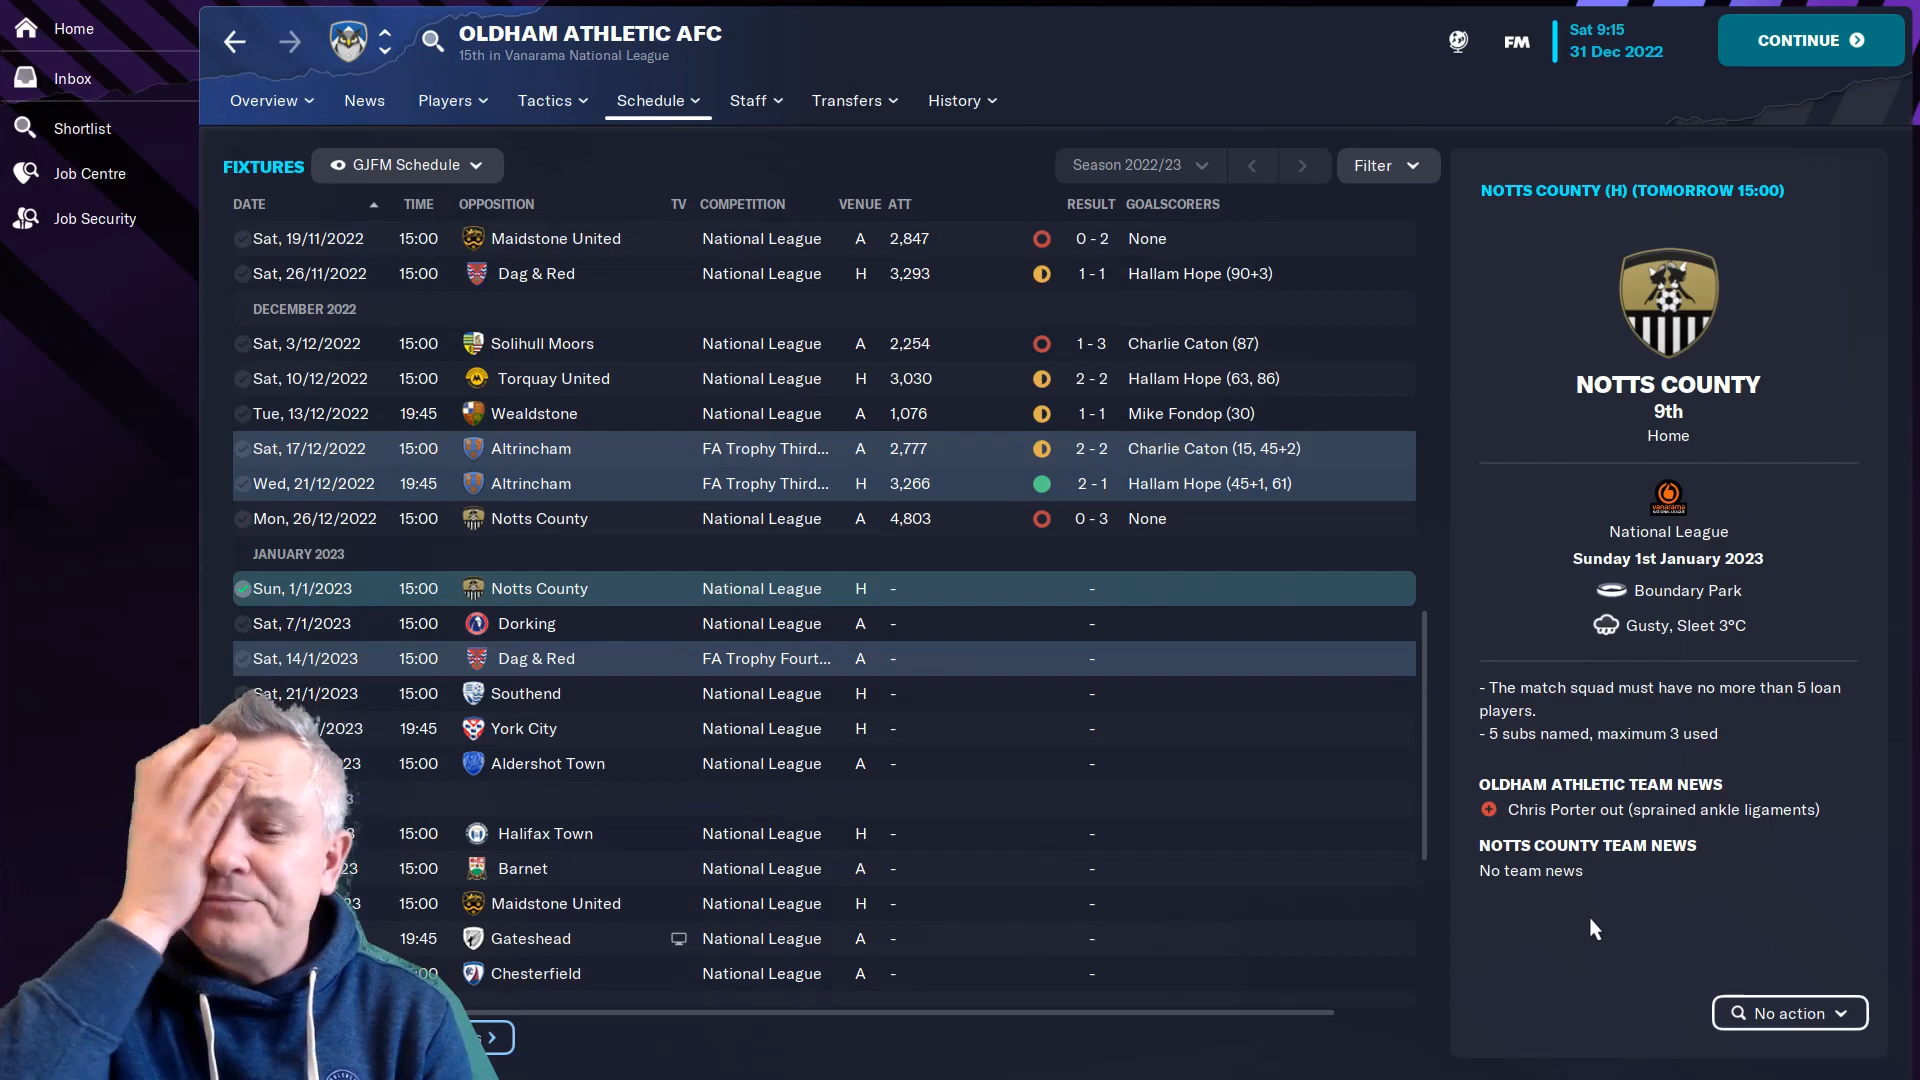 Home
Inbox
Shortlist
Job Centre
Job Security
OLDHAM ATHLETIC AFC
15th in Vanarama National League
FM
Sat 9:15
31 Dec 2022
CONTINUE
Overview
News
Players
Tactics
Schedule
Staff
Transfers
History
FIXTURES
GJFM Schedule
Season 2022/23
Filter
DATE TIME OPPOSITION TV COMPETITION VENUE ATT RESULT GOALSCORERS
Sat, 19/11/2022 15:00 Maidstone United National League A 2,847 0 - 2 None
Sat, 26/11/2022 15:00 Dag & Red National League H 3,293 1 - 1 Hallam Hope (90+3)
DECEMBER 2022
Sat, 3/12/2022 15:00 Solihull Moors National League A 2,254 1 - 3 Charlie Caton (87)
Sat, 10/12/2022 15:00 Torquay United National League H 3,030 2 - 2 Hallam Hope (63, 86)
Tue, 13/12/2022 19:45 Wealdstone National League A 1,076 1 - 1 Mike Fondop (30)
Sat, 17/12/2022 15:00 Altrincham FA Trophy Third... A 2,777 2 - 2 Charlie Caton (15, 45+2)
Wed, 21/12/2022 19:45 Altrincham FA Trophy Third... H 3,266 2 - 1 Hallam Hope (45+1, 61)
Mon, 26/12/2022 15:00 Notts County National League A 4,803 0 - 3 None
JANUARY 2023
Sun, 1/1/2023 15:00 Notts County National League H - -
Sat, 7/1/2023 15:00 Dorking National League A - -
Sat, 14/1/2023 15:00 Dag & Red FA Trophy Fourt... A - -
Sat, 21/1/2023 15:00 Southend National League H - -
/2023 19:45 York City National League H - -
23 15:00 Aldershot Town National League A - -
3
3 15:00 Halifax Town National League H - -
23 15:00 Barnet National League A - -
23 15:00 Maidstone United National League H - -
19:45 Gateshead National League A - -
:00 Chesterfield National League A - -
s
NOTTS COUNTY (H) (TOMORROW 15:00)
NOTTS COUNTY
9th
Home
vanarama
National League
Sunday 1st January 2023
Boundary Park
Gusty, Sleet 3°C
- The match squad must have no more than 5 loan
players.
- 5 subs named, maximum 3 used
OLDHAM ATHLETIC TEAM NEWS
Chris Porter out (sprained ankle ligaments)
NOTTS COUNTY TEAM NEWS
No team news
No action